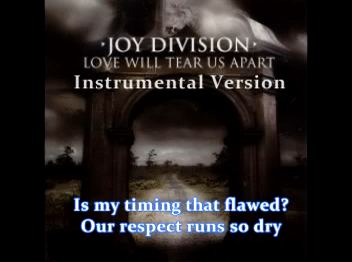 ·JOY DIVISION·
LOVE WILL TEAR US APART
Instrumental Version
Is my timing that flawed?
Our respect runs so dry